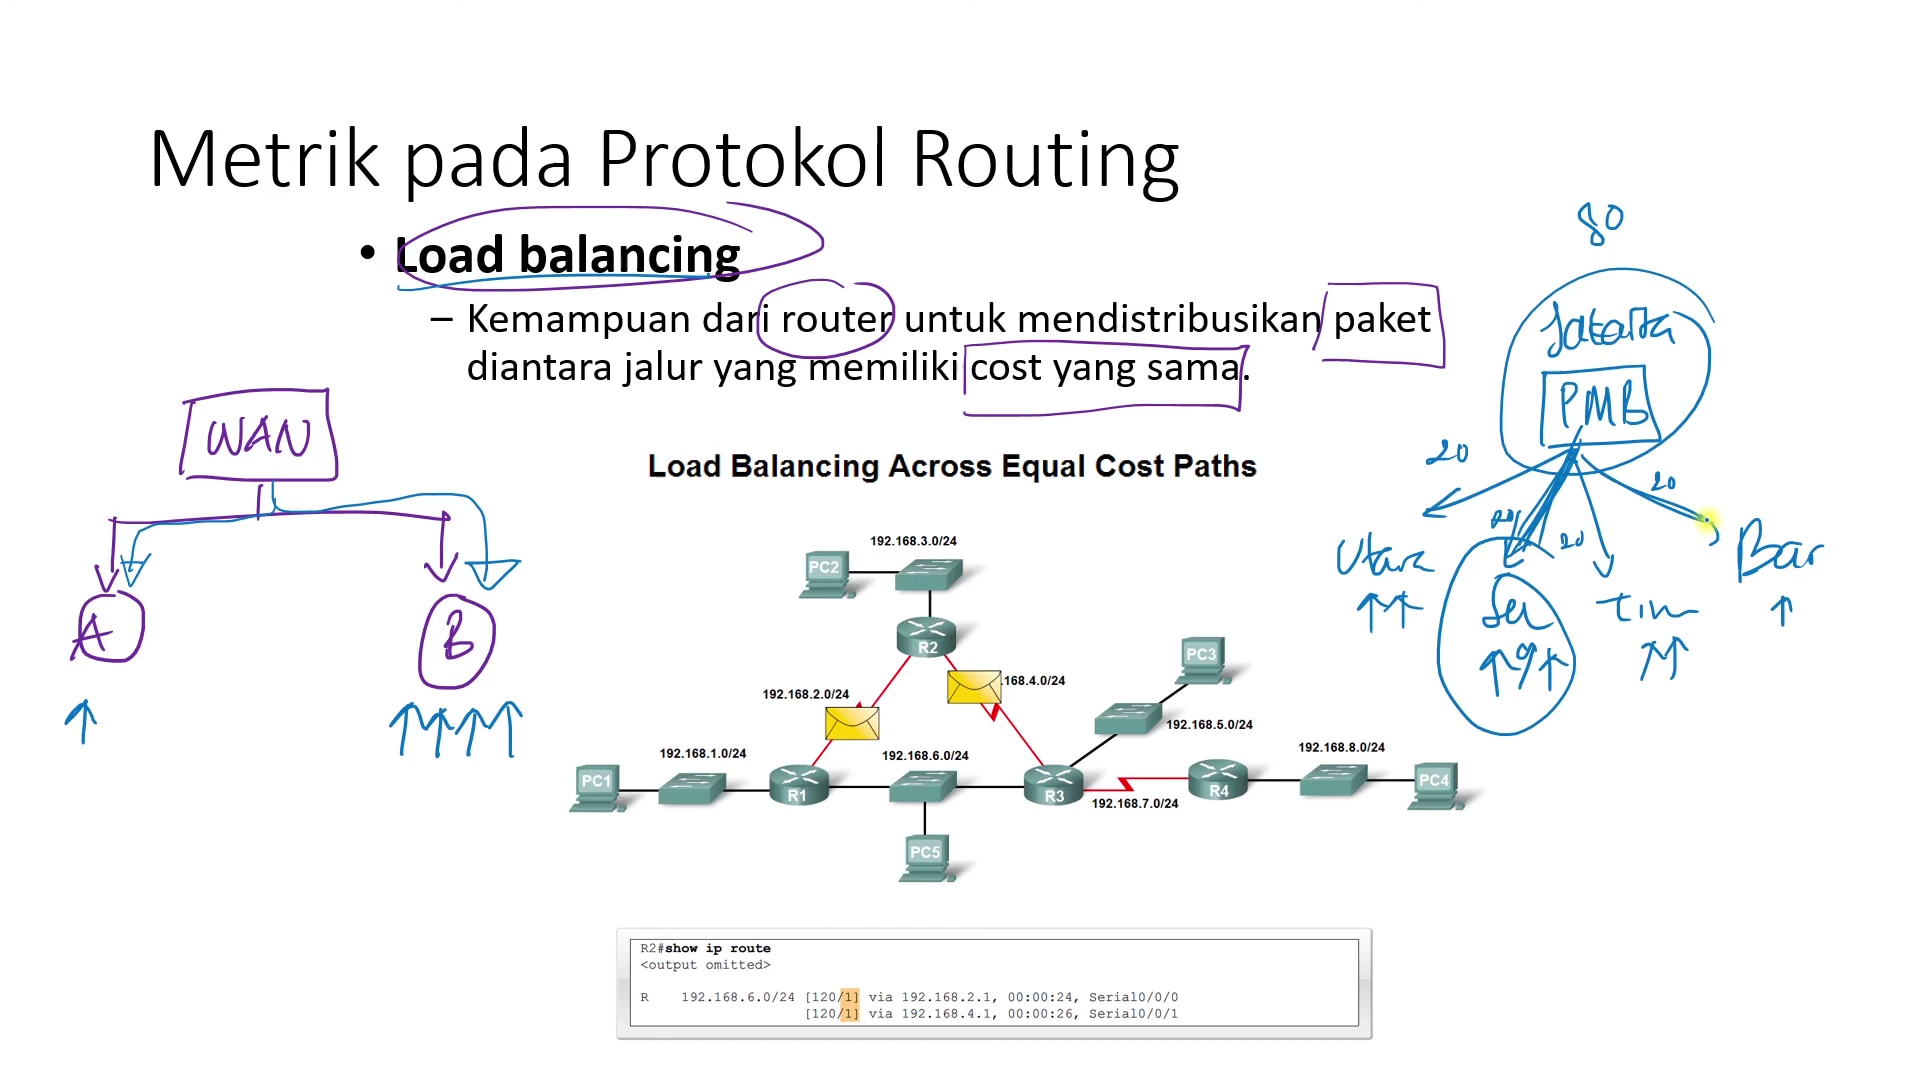 Metrik pada Protokol Routing
• Load balancing
– Kemampuan dari router untuk mendistribusikan paket
diantara jalur yang memiliki cost yang sama.
80
Jakarta
PMB
WAN
A
B
20
20
20
20
Utara
Sel
Tim
Bar
Load Balancing Across Equal Cost Paths
192.168.3.0/24
PC2
R2
PC3
192.168.2.0/24
.168.4.0/24
192.168.5.0/24
192.168.1.0/24
192.168.6.0/24
192.168.8.0/24
PC1
R1
R3
R4
PC4
192.168.7.0/24
PC5
R2#show ip route
<output omitted>
R 192.168.6.0/24 [120/1] via 192.168.2.1, 00:00:24, Serial0/0/0
[120/1] via 192.168.4.1, 00:00:26, Serial0/0/1